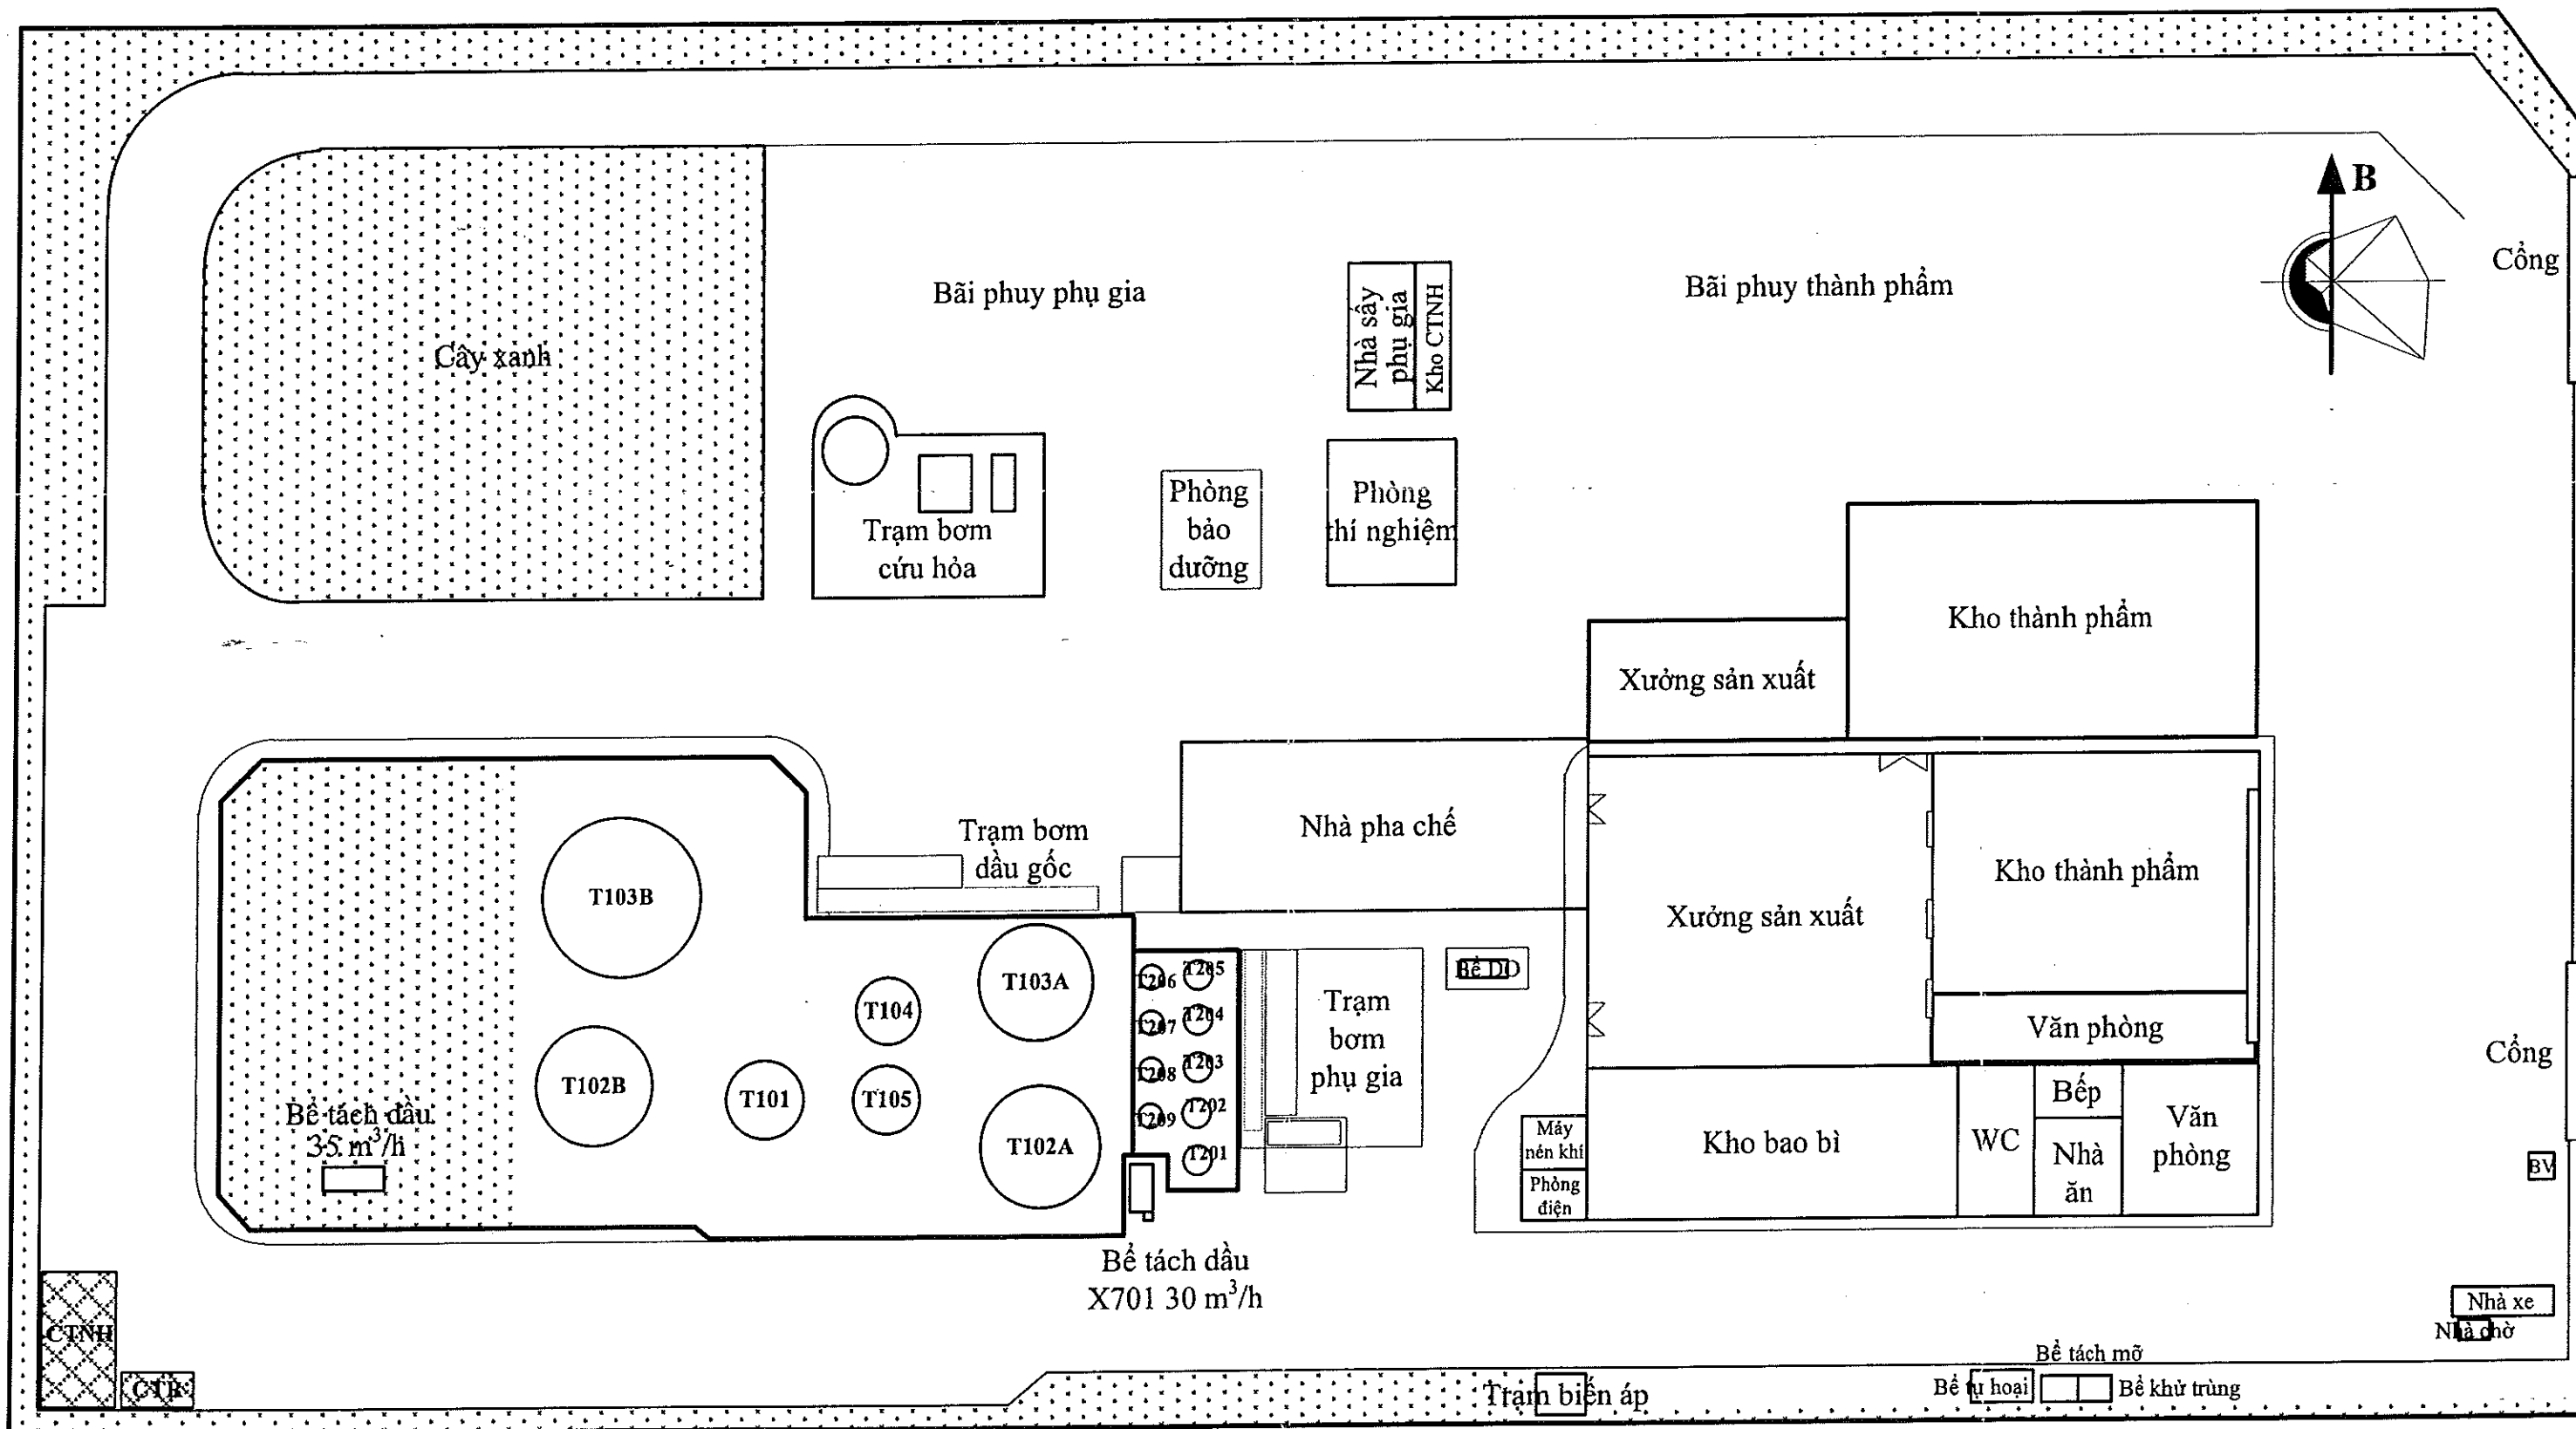 B
Cổng
Bãi phuy phụ gia
Nhà sấy
phụ gia
Kho CTNH
Bãi phuy thành phẩm
Cây xanh
Trạm bơm
cứu hỏa
Phòng
bảo
dưỡng
Phòng
thí nghiệm
Kho thành phẩm
Xưởng sản xuất
Trạm bơm
dầu gốc
Nhà pha chế
Kho thành phẩm
Xưởng sản xuất
T103B
T103A
T104
T102B
T101
T105
T102A
Bể tách dầu
35 m³/h
T206
T205
T207
T204
T208
T203
T209
T202
T201
Trạm
bơm
phụ gia
Bể DO
Văn phòng
Cổng
Máy
nén khí
Phòng
điện
Kho bao bì
WC
Bếp
Nhà
ăn
Văn
phòng
BV
Bể tách dầu
X701 30 m³/h
Nhà xe
Nhà chờ
CTNH
CTR
Trạm biến áp
Bể tách mỡ
Bể tự hoại
Bể khử trùng